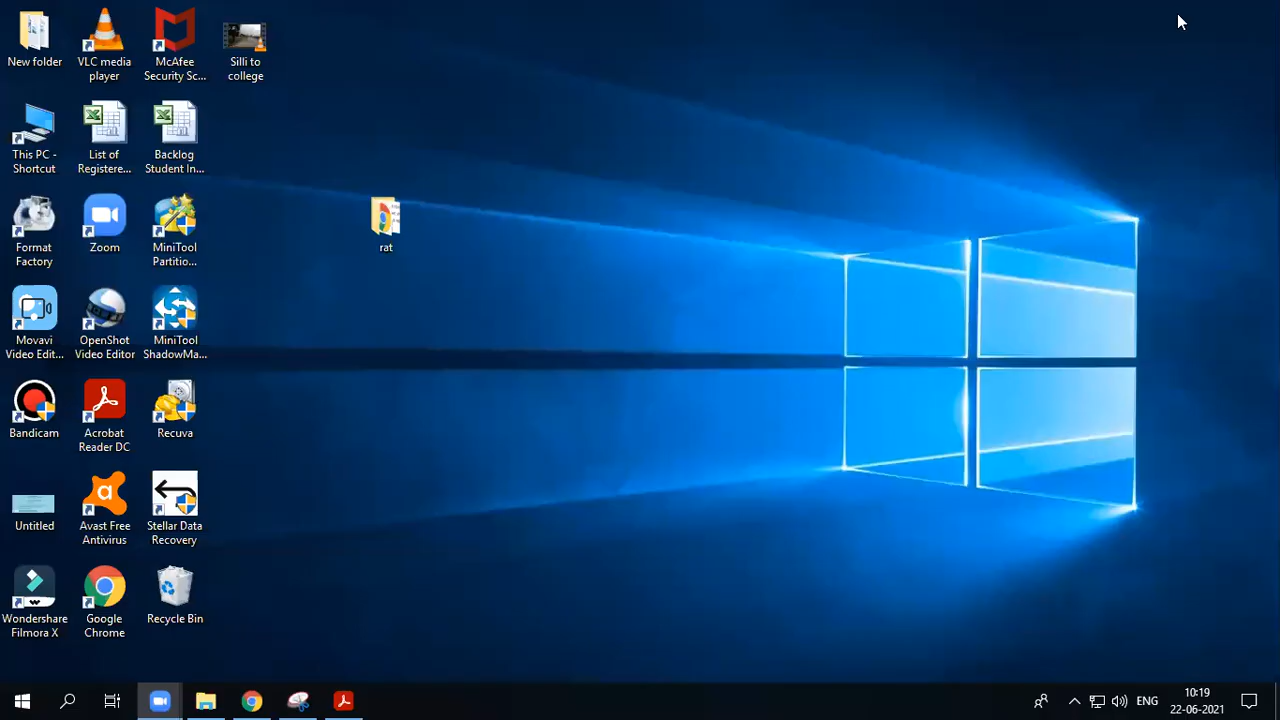 New folder
VLC media
player
McAfee
Security Sc...
Silli to
college
This PC -
Shortcut
List of
Registere...
Backlog
Student In...
Format
Factory
Zoom
MiniTool
Partitio...
rat
Movavi
Video Edit...
OpenShot
Video Editor
MiniTool
ShadowMa...
Bandicam
Acrobat
Reader DC
Recuva
Untitled
Avast Free
Antivirus
Stellar Data
Recovery
Wondershare
Filmora X
Google
Chrome
Recycle Bin
ENG
10:19
22-06-2021